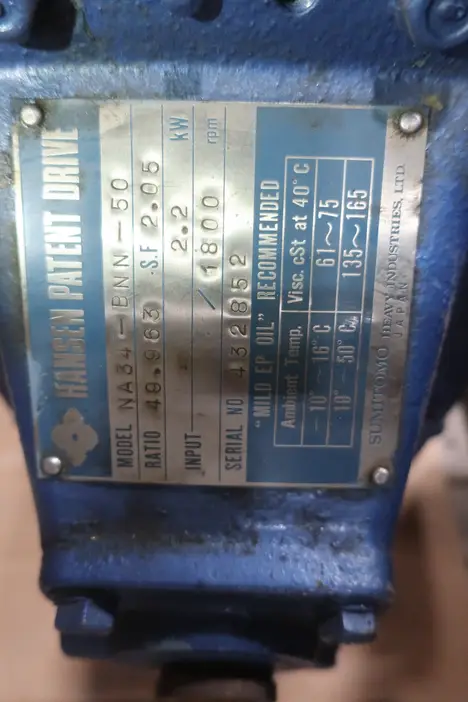 HANSEN PATENT DRIVE
MODEL NA34-BNN-50
RATIO 48.963 S.F 2.05
INPUT 2.2 kW
/ 1800 rpm
SERIAL NO. 432852
"MILD EP OIL" RECOMMENDED
Ambient Temp. Visc. cSt at 40°C
-10°-16°C 61~75
10°-50°C 135~165
SUMITOMO HEAVY INDUSTRIES, LTD.
JAPAN